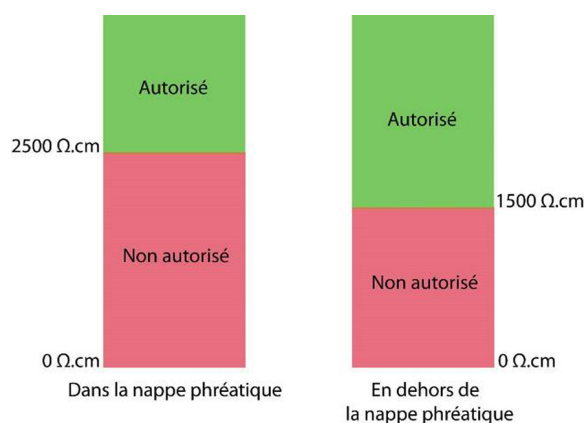 Autorisé
2500 Ω.cm
Non autorisé
0 Ω.cm
Dans la nappe phréatique
Autorisé
1500 Ω.cm
Non autorisé
0 Ω.cm
En dehors de
la nappe phréatique